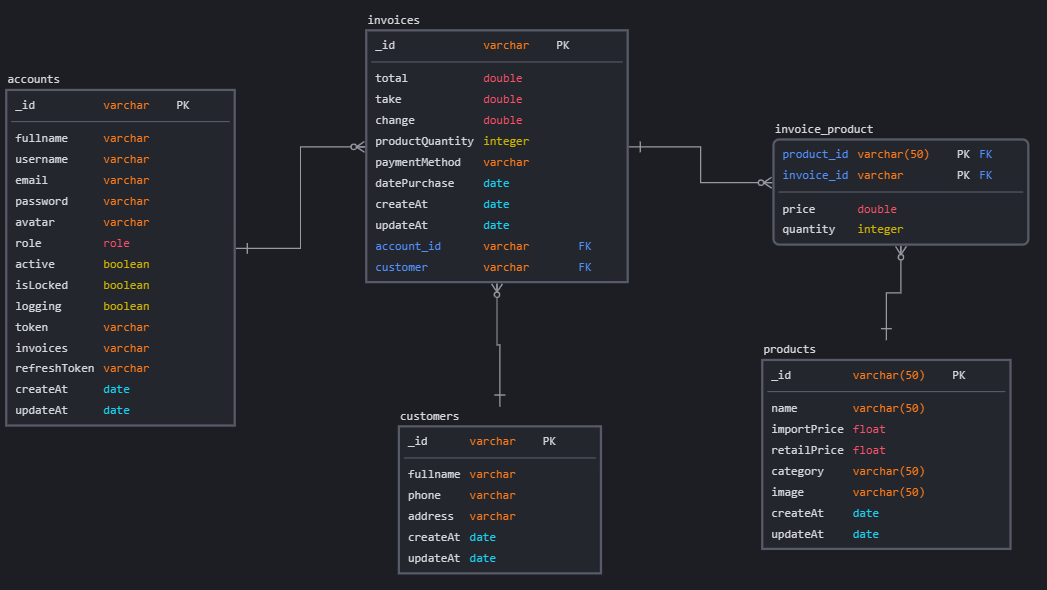 accounts
_id varchar PK
fullname varchar
username varchar
email varchar
password varchar
avatar varchar
role role
active boolean
isLocked boolean
logging boolean
token varchar
invoices varchar
refreshToken varchar
createAt date
updateAt date
invoices
_id varchar PK
total double
take double
change double
productQuantity integer
paymentMethod varchar
datePurchase date
createAt date
updateAt date
account_id varchar FK
customer varchar FK
customers
_id varchar PK
fullname varchar
phone varchar
address varchar
createAt date
updateAt date
invoice_product
product_id varchar(50) PK FK
invoice_id varchar PK FK
price double
quantity integer
products
_id varchar(50) PK
name varchar(50)
importPrice float
retailPrice float
category varchar(50)
image varchar(50)
createAt date
updateAt date